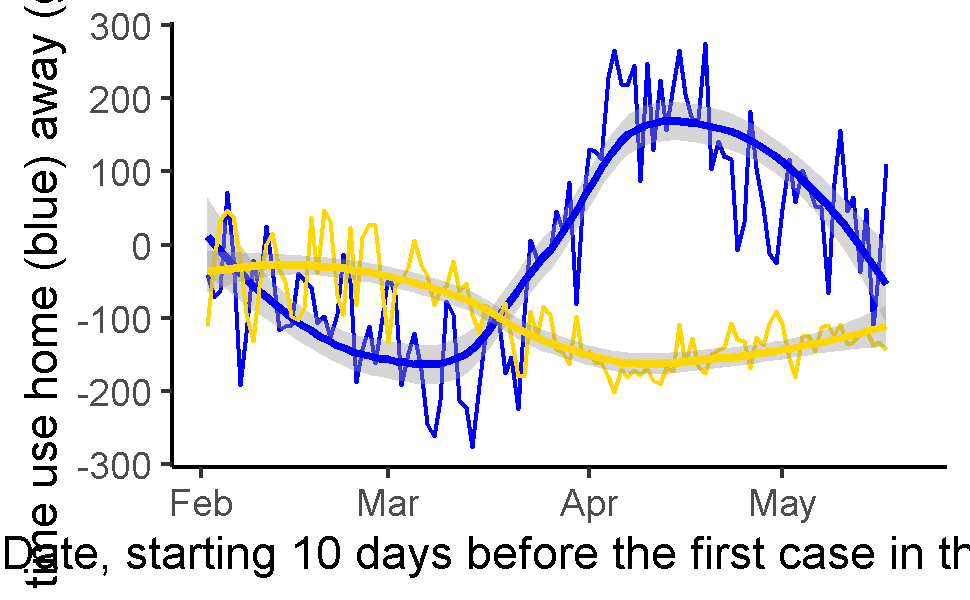 time use home (blue) away (
300
200
100
0
-100
-200
-300
Feb Mar Apr May
Date, starting 10 days before the first case in th